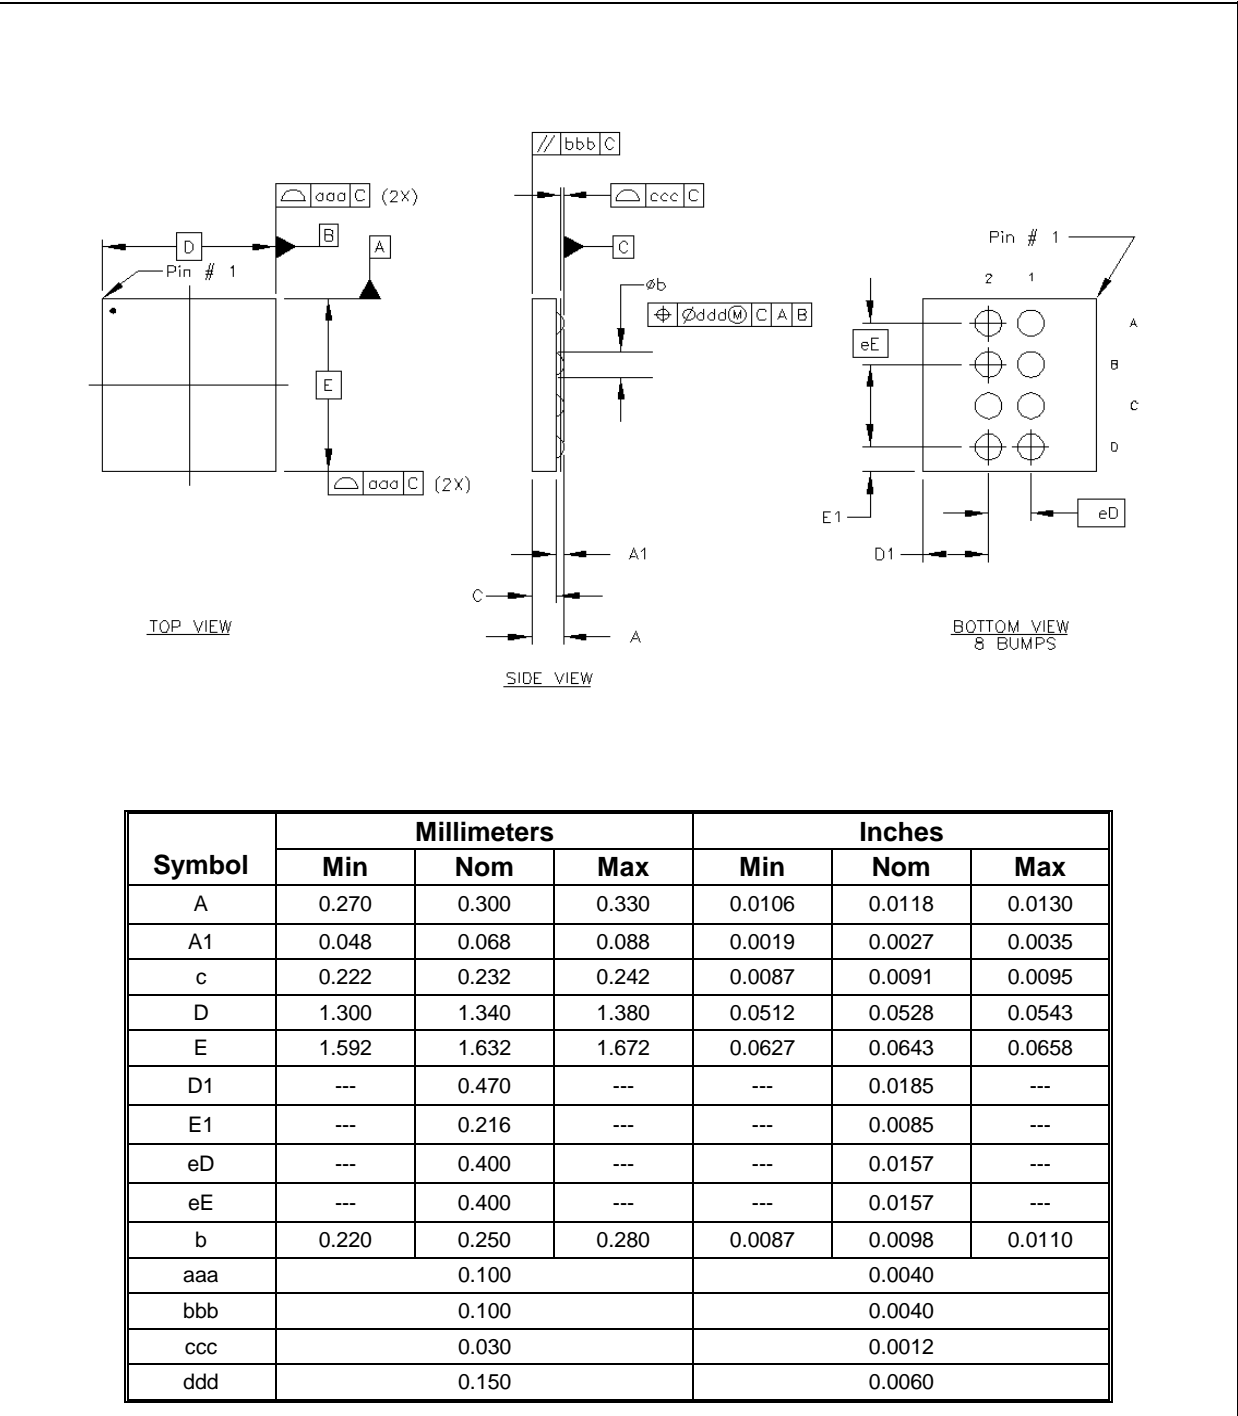 // bbb C
aaa C (2X)
ccc C
D
B
A
C
Pin # 1
Pin # 1
2 1
øb
⌖ Ødddⓜ C A B
A
eE
B
E
C
D
aaa C (2X)
E1
eD
A1
D1
C
A
TOP VIEW
BOTTOM VIEW
8 BUMPS
SIDE VIEW
Symbol Millimeters Inches
Min Nom Max Min Nom Max
A 0.270 0.300 0.330 0.0106 0.0118 0.0130
A1 0.048 0.068 0.088 0.0019 0.0027 0.0035
c 0.222 0.232 0.242 0.0087 0.0091 0.0095
D 1.300 1.340 1.380 0.0512 0.0528 0.0543
E 1.592 1.632 1.672 0.0627 0.0643 0.0658
D1 --- 0.470 --- --- 0.0185 ---
E1 --- 0.216 --- --- 0.0085 ---
eD --- 0.400 --- --- 0.0157 ---
eE --- 0.400 --- --- 0.0157 ---
b 0.220 0.250 0.280 0.0087 0.0098 0.0110
aaa 0.100 0.0040
bbb 0.100 0.0040
ccc 0.030 0.0012
ddd 0.150 0.0060